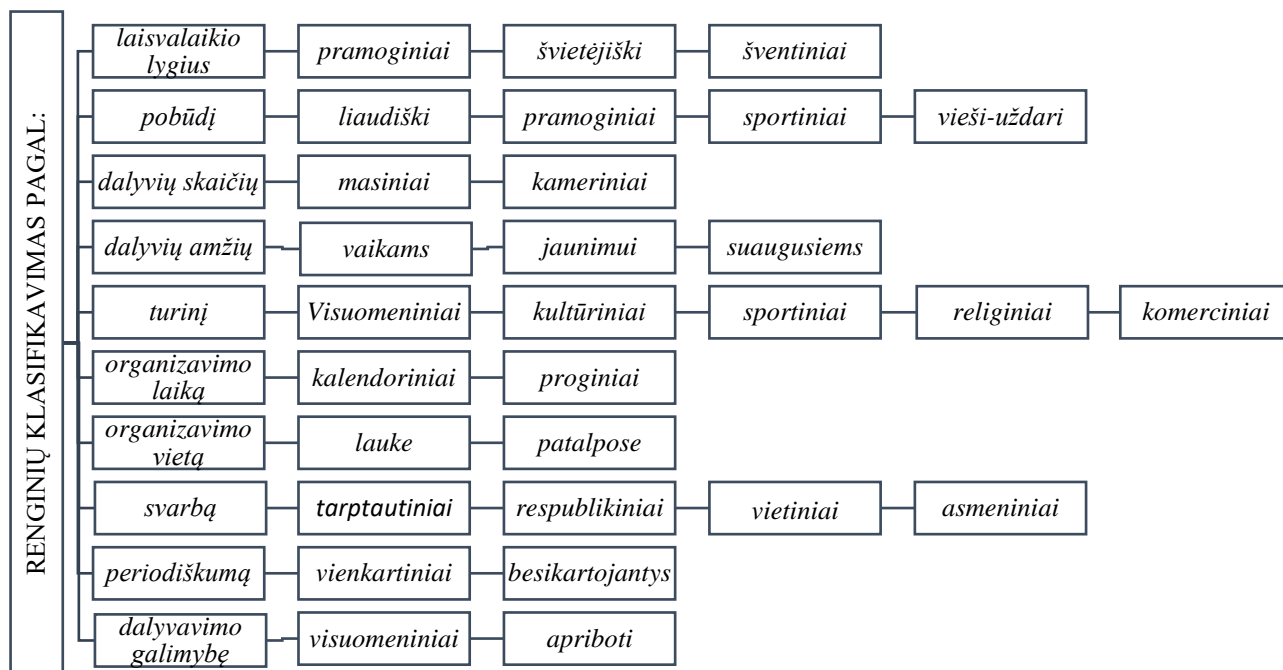 RENGINIŲ KLASIFIKAVIMAS PAGAL:
laisvalaikio
lygius
pramoginiai
švietėjiški
šventiniai
pobūdį
liaudiški
pramoginiai
sportiniai
vieši-uždari
dalyvių skaičių
masiniai
kameriniai
dalyvių amžių
vaikams
jaunimui
suaugusiems
turinį
Visuomeniniai
kultūriniai
sportiniai
religiniai
komerciniai
organizavimo
laiką
kalendoriniai
proginiai
organizavimo
vietą
lauke
patalpose
svarbą
tarptautiniai
respublikiniai
vietiniai
asmeniniai
periodiškumą
vienkartiniai
besikartojantys
dalyvavimo
galimybę
visuomeniniai
apriboti